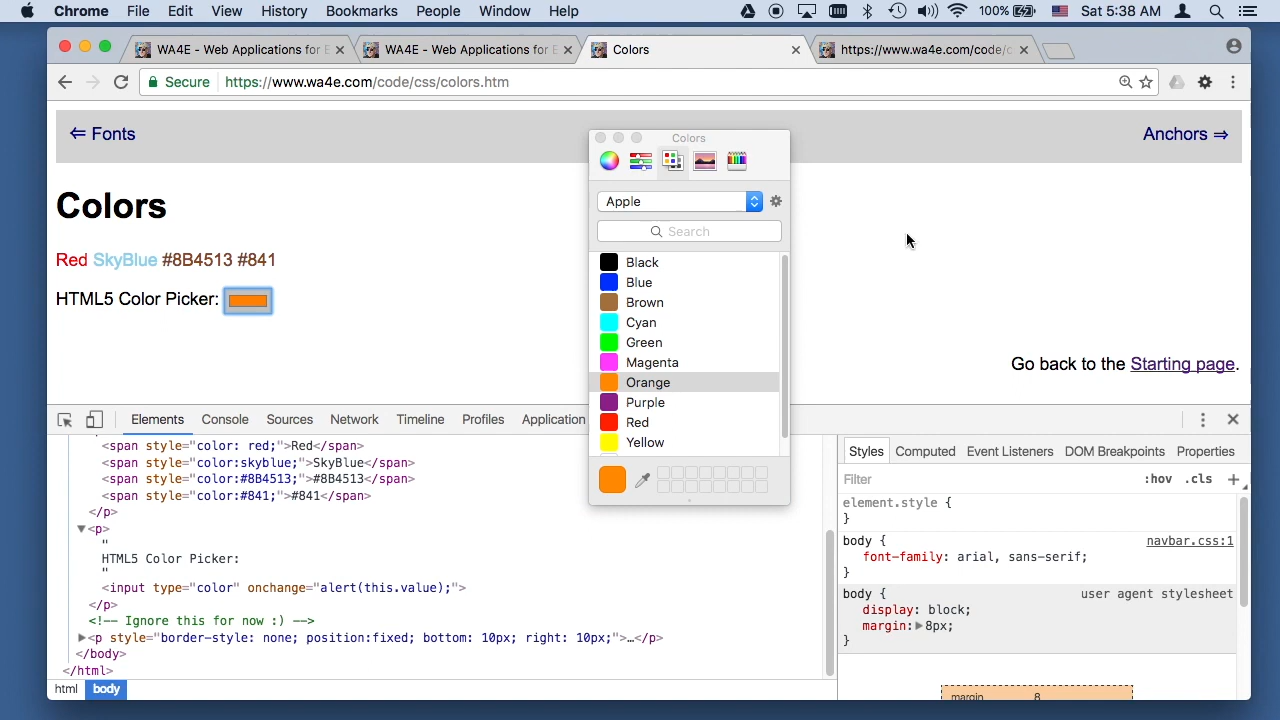 Chrome File Edit View History Bookmarks People Window Help 100% Sat 5:38 AM
WA4E - Web Applications for E WA4E - Web Applications for E Colors https://www.wa4e.com/code/c
Secure https://www.wa4e.com/code/css/colors.htm
⇐ Fonts Anchors ⇒
Colors
Red SkyBlue #8B4513 #841
HTML5 Color Picker:
Go back to the Starting page.
Colors
Apple
Search
Black
Blue
Brown
Cyan
Green
Magenta
Orange
Purple
Red
Yellow
Elements Console Sources Network Timeline Profiles Application
<span style="color: red;">Red</span>
<span style="color:skyblue;">SkyBlue</span>
<span style="color:#8B4513;">#8B4513</span>
<span style="color:#841;">#841</span>
</p>
▼<p>
"
HTML5 Color Picker:
"
<input type="color" onchange="alert(this.value);">
</p>
<!-- Ignore this for now :) -->
▶<p style="border-style: none; position:fixed; bottom: 10px; right: 10px;">…</p>
</body>
</html>
html body
Styles Computed Event Listeners DOM Breakpoints Properties
Filter :hov .cls +
element.style {
}
body { navbar.css:1
font-family: arial, sans-serif;
}
body { user agent stylesheet
display: block;
margin:▶8px;
}
margin 8